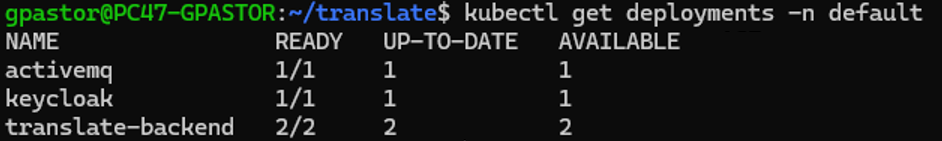 gpastor@PC47-GPASTOR:~/translate$ kubectl get deployments -n default
NAME READY UP-TO-DATE AVAILABLE
activemq 1/1 1 1
keycloak 1/1 1 1
translate-backend 2/2 2 2